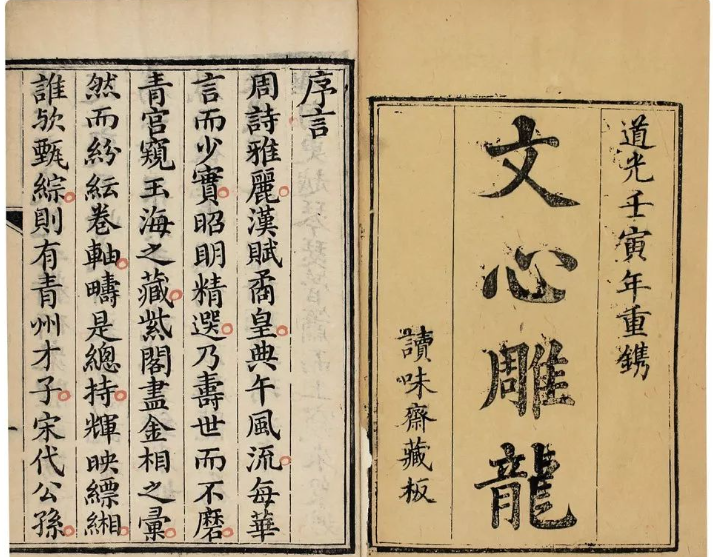 道光壬寅年重鐫
文心雕龍
讀味齋藏板
序言
周詩雅麗漢賦矞皇典午風流每華
言而少實昭明精選乃壽世而不磨
青宮窺玉海之藏紫閣盡金相之彙
然而紛紜卷軸疇是總持輝映縹緗
誰欤甄綜則有青州才子宋代公孫